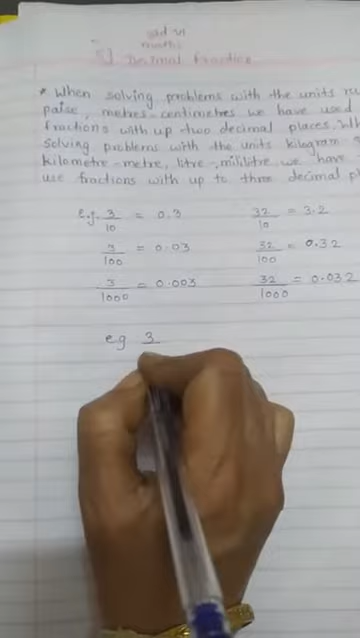 Std VI
maths
5) Decimal Fraction
* When solving problems with the units
paise, metres-centimetres we have used
fractions with up two decimal places.
solving problems with the units kilogram
kilometre-metre, litre, mililitre we have
use fractions with up to three decimal
e.g. 3/10 = 0.3 32/10 = 3.2
3/100 = 0.03 32/100 = 0.32
3/1000 = 0.003 32/1000 = 0.032
eg 3